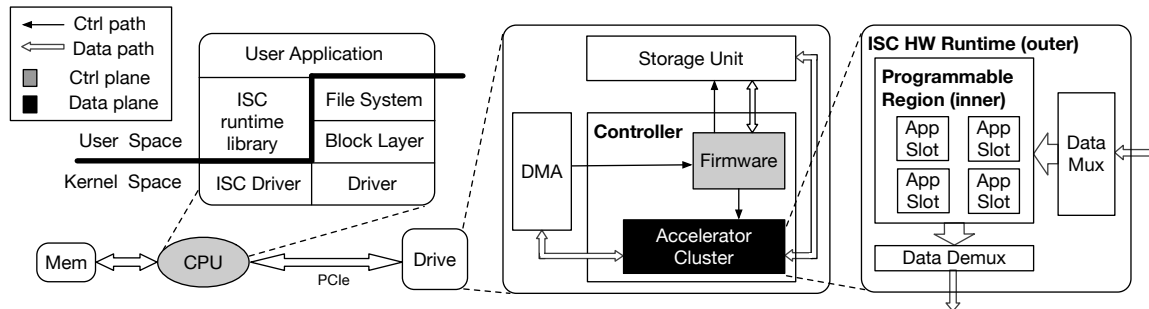 Ctrl path
Data path
Ctrl plane
Data plane
User Space
Kernel Space
User Application
ISC
runtime
library
File System
Block Layer
ISC Driver
Driver
Mem
CPU
PCIe
Drive
Storage Unit
Controller
DMA
Firmware
Accelerator
Cluster
ISC HW Runtime (outer)
Programmable
Region (inner)
App
Slot
App
Slot
App
Slot
App
Slot
Data
Mux
Data Demux